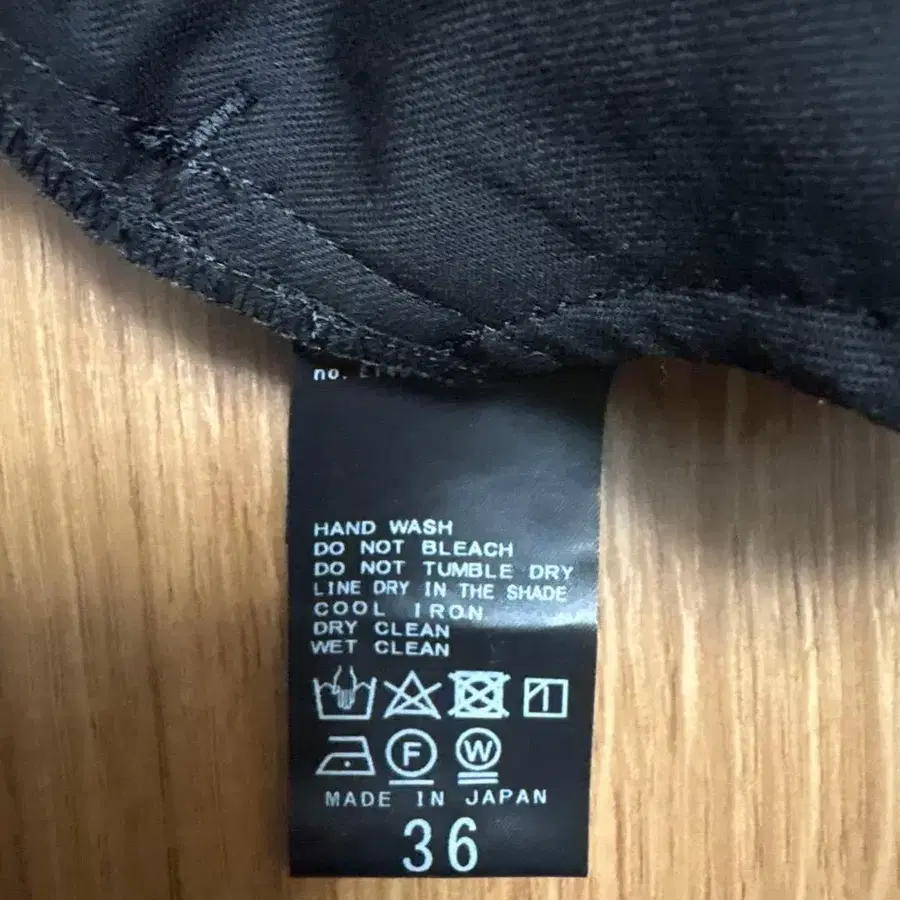 no.
HAND WASH
DO NOT BLEACH
DO NOT TUMBLE DRY
LINE DRY IN THE SHADE
COOL IRON
DRY CLEAN
WET CLEAN
F W
MADE IN JAPAN
36